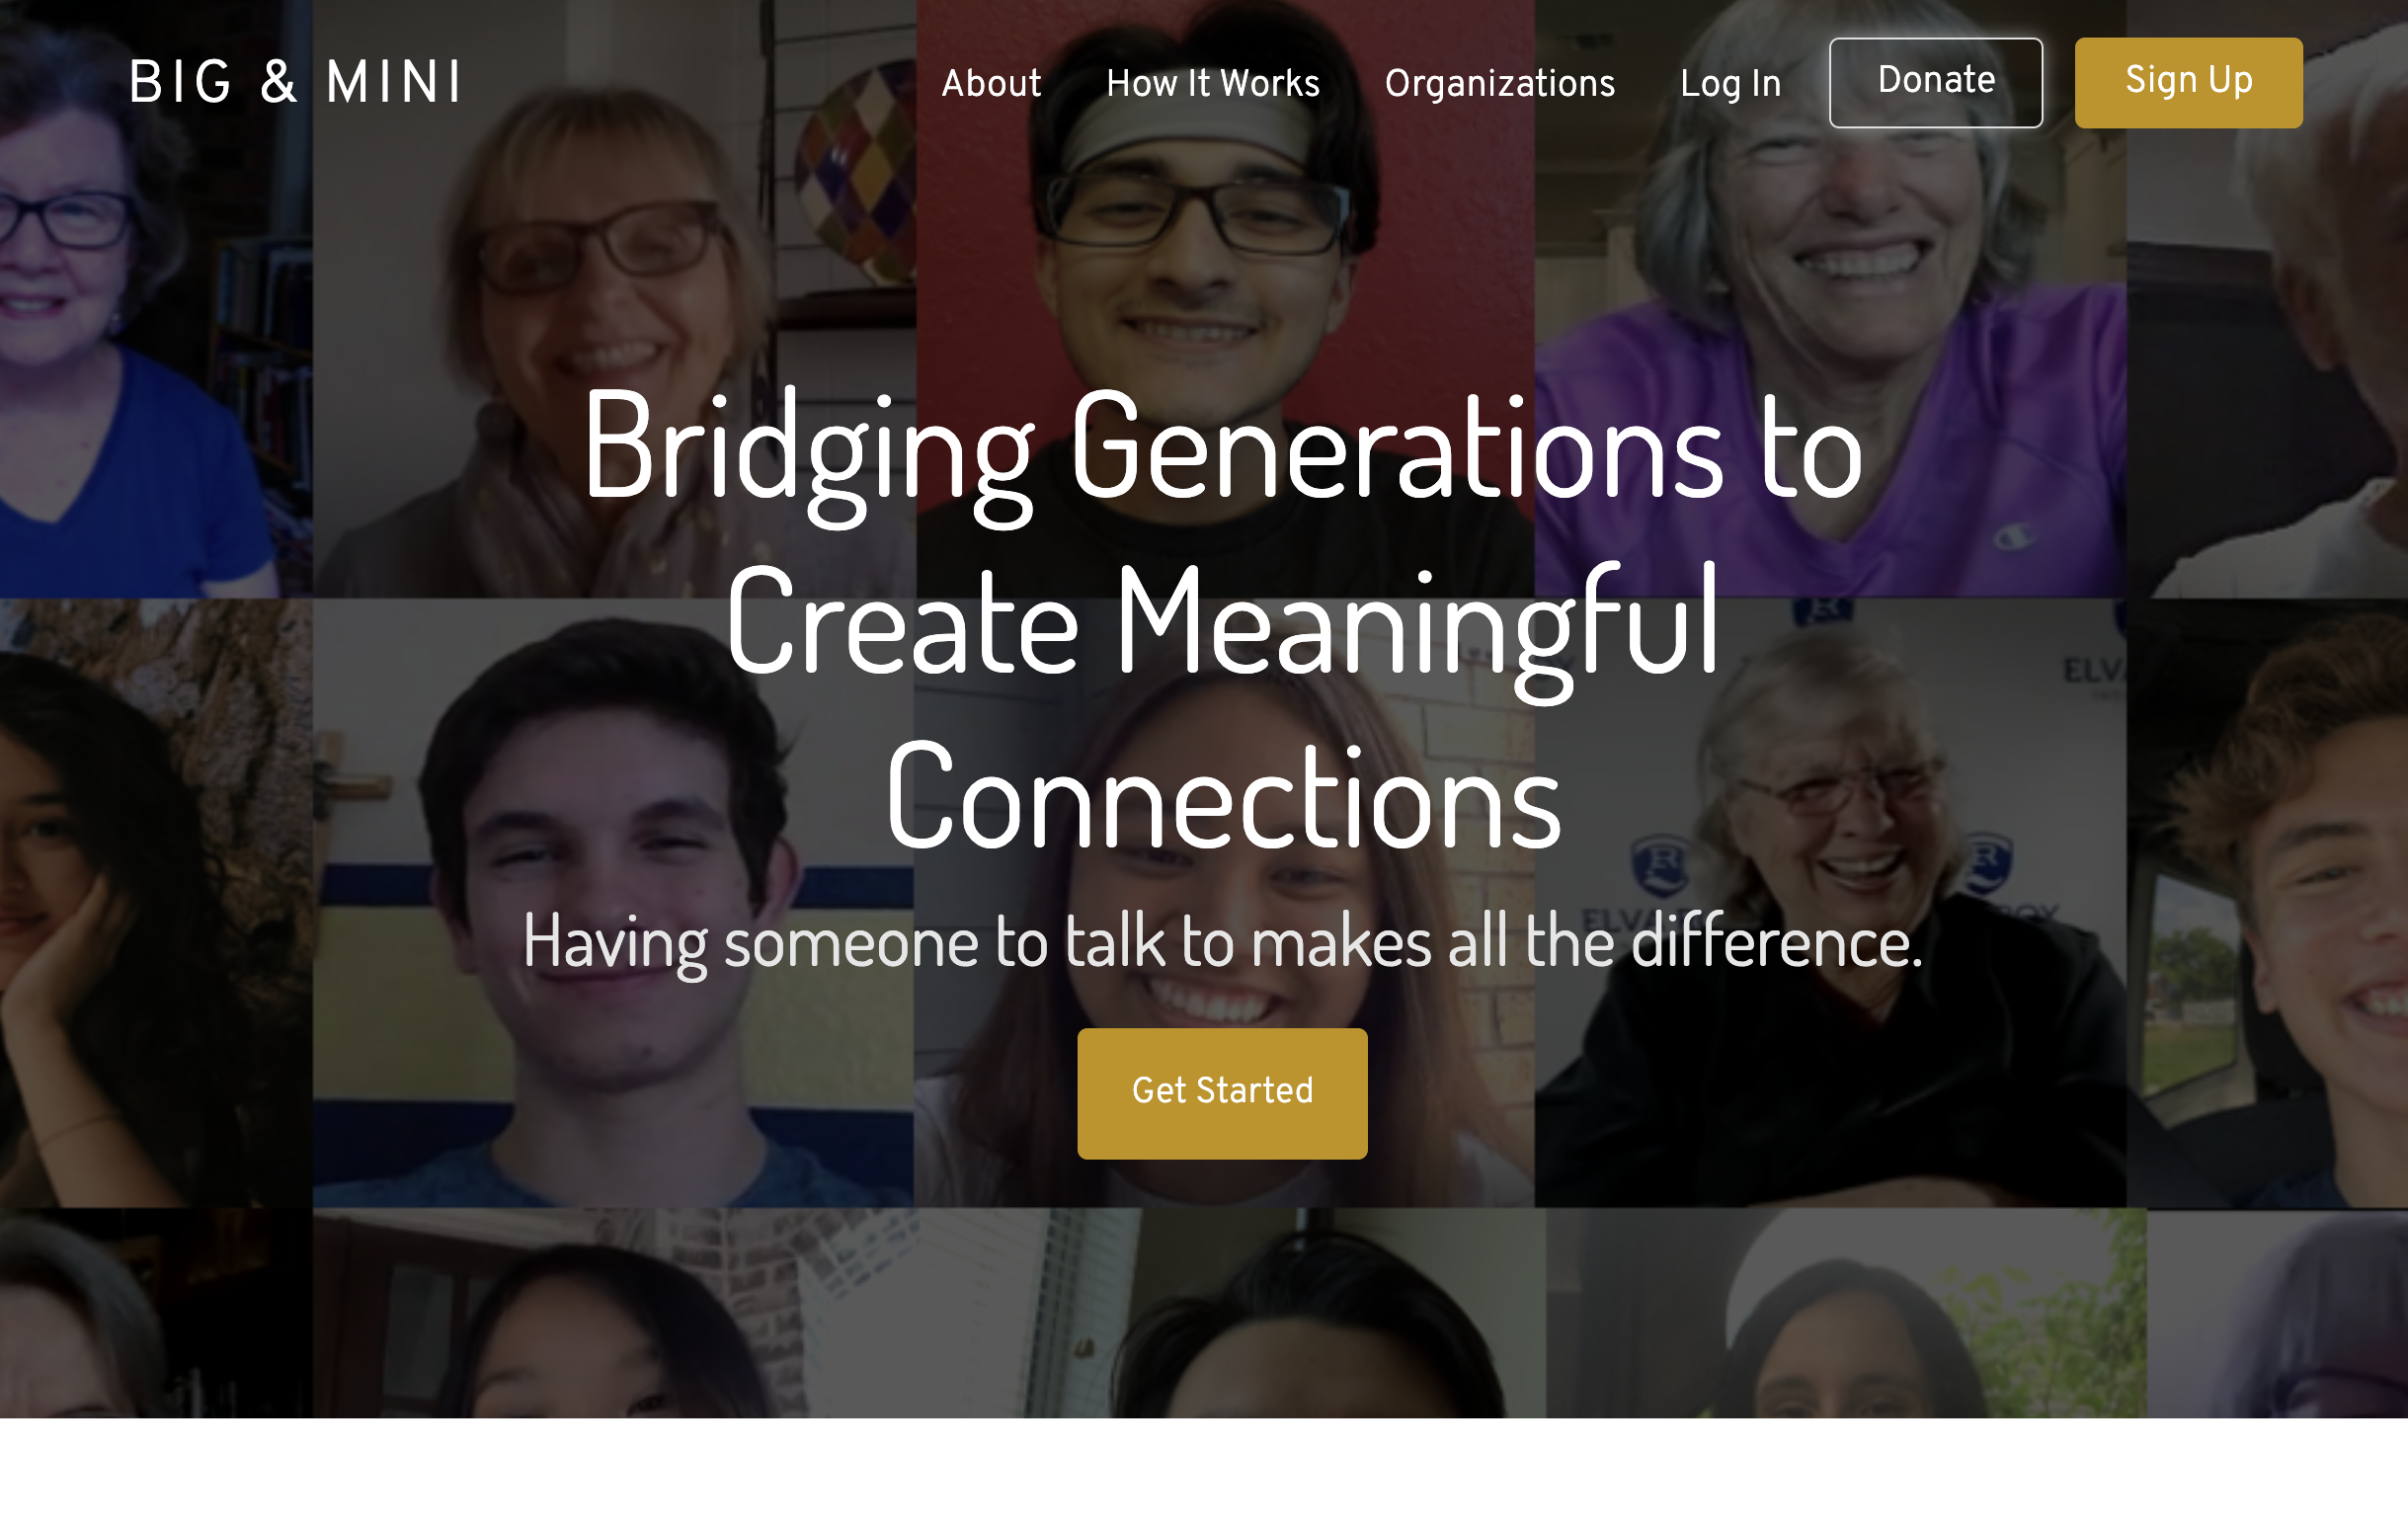 BIG & MINI
About
How It Works
Organizations
Log In
Donate
Sign Up
Bridging Generations to
Create Meaningful
Connections
Having someone to talk to makes all the difference.
Get Started